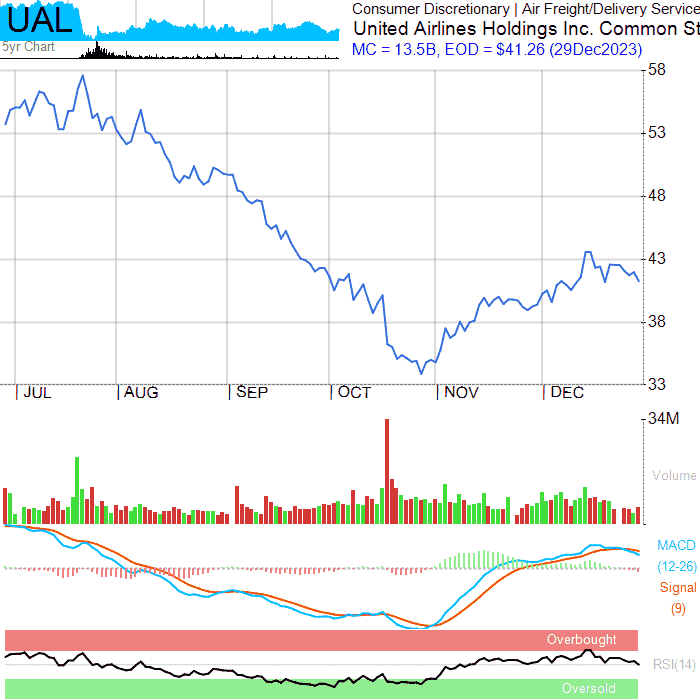 UAL
5yr Chart
Consumer Discretionary | Air Freight/Delivery Service
United Airlines Holdings Inc. Common St
MC = 13.5B, EOD = $41.26 (29Dec2023)
58
53
48
43
38
33
JUL AUG SEP OCT NOV DEC
34M
Volume
MACD
(12-26)
Signal
(9)
Overbought
RSI(14)
Oversold